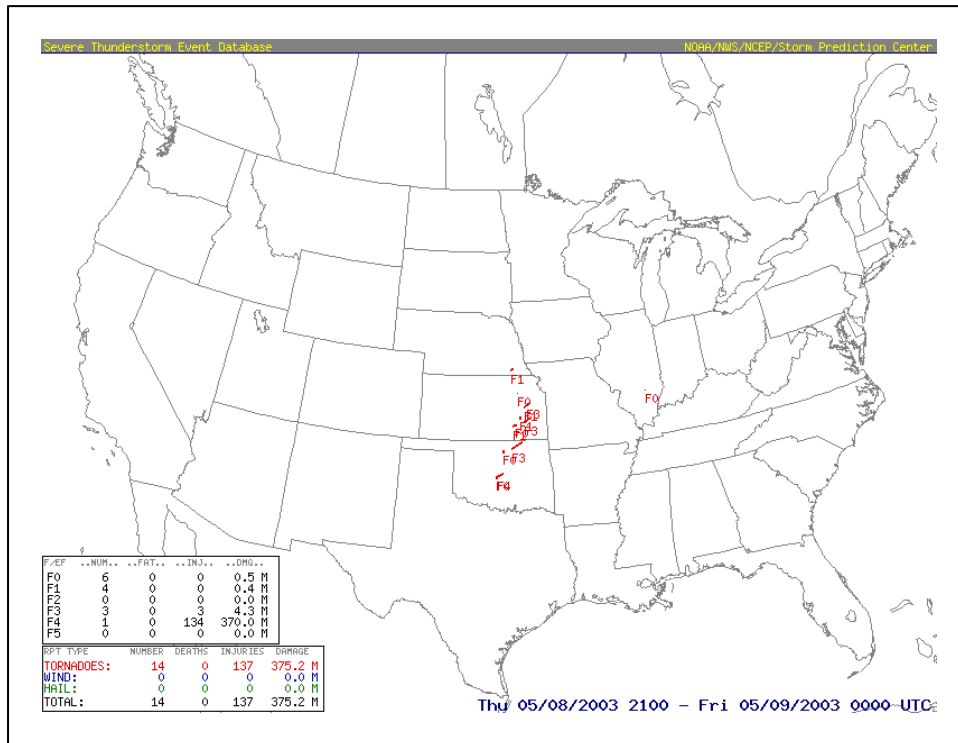 Severe Thunderstorm Event Database NOAA/NWS/NCEP/Storm Prediction Center
F1
F0
F0
F3
F1
F3
F3
F0
F4
F/EF ..NUM.. ..FAT.. ..INJ.. ..DMG..
F0 6 0 0 0.5 M
F1 4 0 0 0.4 M
F2 0 0 0 0.0 M
F3 3 0 3 4.3 M
F4 1 0 134 370.0 M
F5 0 0 0 0.0 M
RPT TYPE NUMBER DEATHS INJURIES DAMAGE
TORNADOES: 14 0 137 375.2 M
WIND: 0 0 0 0.0 M
HAIL: 0 0 0 0.0 M
TOTAL: 14 0 137 375.2 M
Thu 05/08/2003 2100 - Fri 05/09/2003 0000 UTC